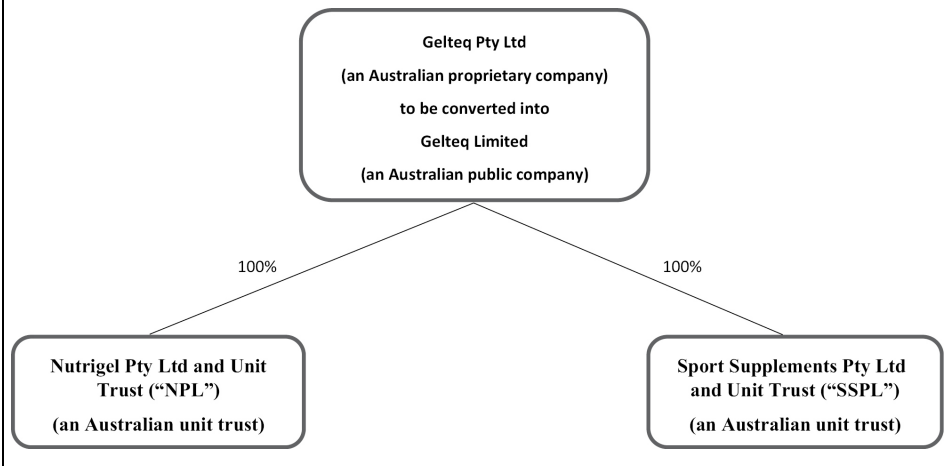 Gelteq Pty Ltd
(an Australian proprietary company)
to be converted into
Gelteq Limited
(an Australian public company)
100%
100%
Nutrigel Pty Ltd and Unit
Trust (“NPL”)
(an Australian unit trust)
Sport Supplements Pty Ltd
and Unit Trust (“SSPL”)
(an Australian unit trust)